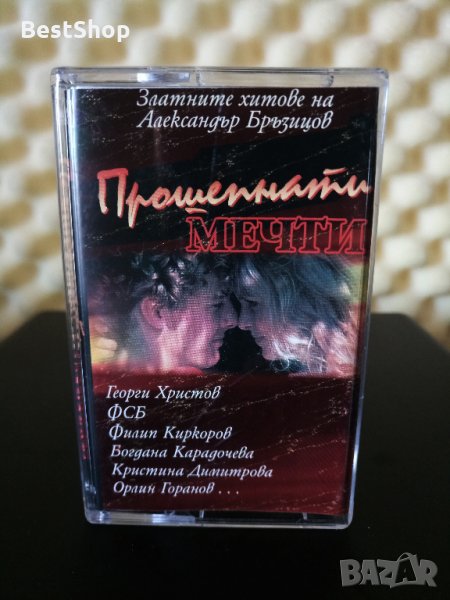 BestShop
Златните хитове на
Александър Бръзицов
Прошепнати
МЕЧТИ
Георги Христов
ФСБ
Филип Киркоров
Богдана Карадочева
Кристина Димитрова
Орлин Горанов . . .
BAZAR